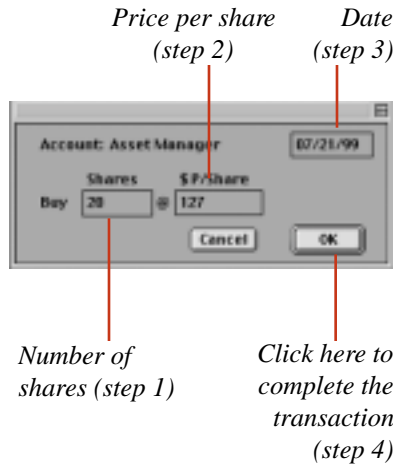 Price per share
(step 2)
Date
(step 3)
Account: Asset Manager
07/21/99
Shares
$P/Share
Buy 20 @ 127
Cancel
OK
Number of
shares (step 1)
Click here to
complete the
transaction
(step 4)